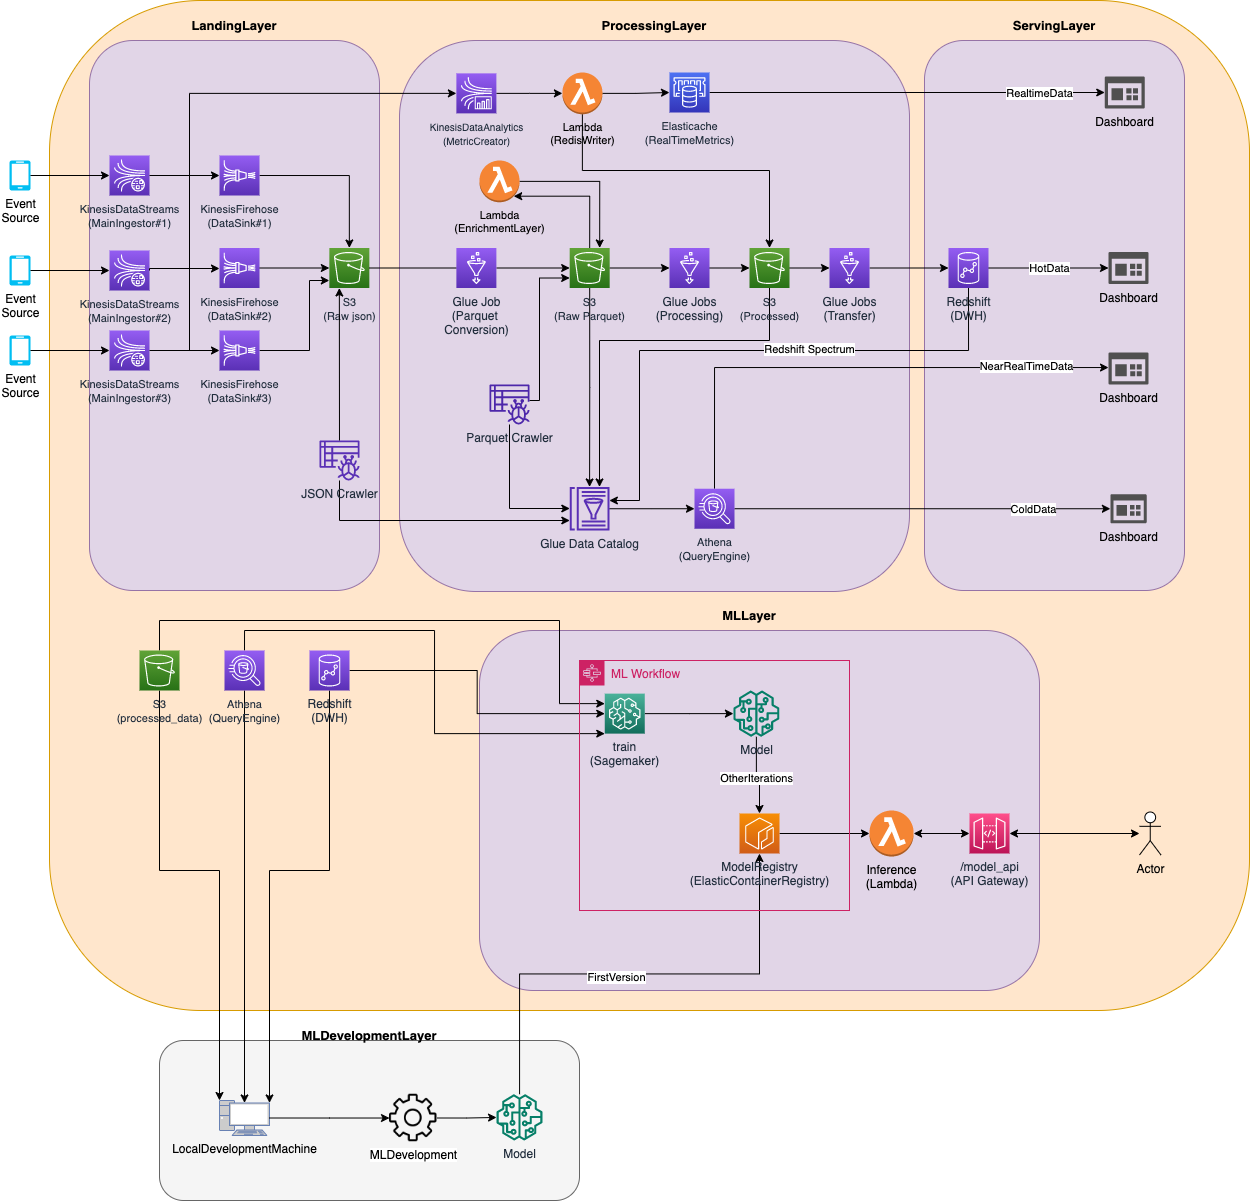 LandingLayer
ProcessingLayer
ServingLayer
KinesisDataAnalytics
(MetricCreator)
Lambda
(RedisWriter)
Elasticache
(RealTimeMetrics)
RealtimeData
Dashboard
Event
Source
KinesisDataStreams
(MainIngestor#1)
KinesisFirehose
(DataSink#1)
Lambda
(EnrichmentLayer)
Event
Source
KinesisDataStreams
(MainIngestor#2)
KinesisFirehose
(DataSink#2)
S3
(Raw json)
Glue Job
(Parquet
Conversion)
S3
(Raw Parquet)
Glue Jobs
(Processing)
S3
(Processed)
Glue Jobs
(Transfer)
Redshift
(DWH)
HotData
Dashboard
Redshift Spectrum
Event
Source
KinesisDataStreams
(MainIngestor#3)
KinesisFirehose
(DataSink#3)
NearRealTimeData
Dashboard
Parquet Crawler
JSON Crawler
Glue Data Catalog
Athena
(QueryEngine)
ColdData
Dashboard
MLLayer
S3
(processed_data)
Athena
(QueryEngine)
Redshift
(DWH)
ML Workflow
train
(Sagemaker)
Model
OtherIterations
ModelRegistry
(ElasticContainerRegistry)
Inference
(Lambda)
/model_api
(API Gateway)
Actor
FirstVersion
MLDevelopmentLayer
LocalDevelopmentMachine
MLDevelopment
Model